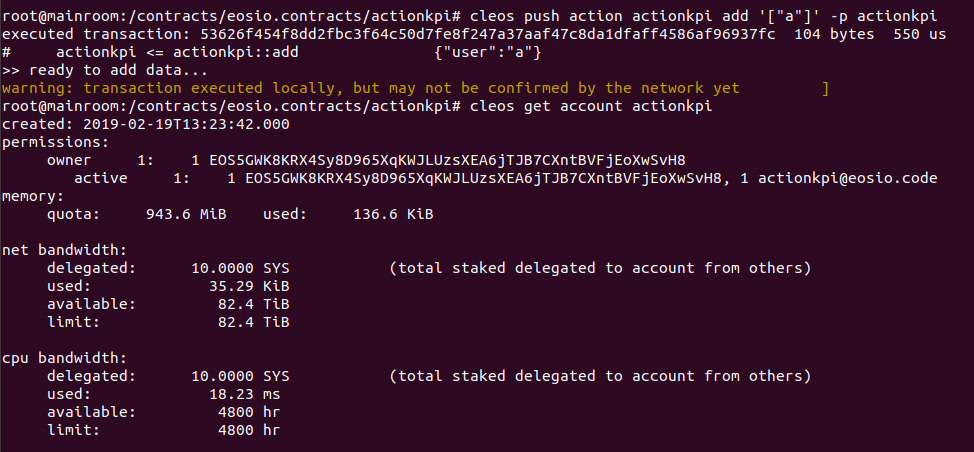 root@mainroom:/contracts/eosio.contracts/actionkpi# cleos push action actionkpi add '["a"]' -p actionkpi
executed transaction: 53626f454f8dd2fbc3f64c50d7fe8f247a37aaf47c8da1dfaff4586af96937fc  104 bytes  550 us
#     actionkpi <= actionkpi::add               {"user":"a"}
>> ready to add data...
warning: transaction executed locally, but may not be confirmed by the network yet         ]
root@mainroom:/contracts/eosio.contracts/actionkpi# cleos get account actionkpi
created: 2019-02-19T13:23:42.000
permissions:
     owner     1:    1 EOS5GWK8KRX4Sy8D965XqKWJLUzsXEA6jTJB7CXntBVFjEoXwSvH8
        active     1:    1 EOS5GWK8KRX4Sy8D965XqKWJLUzsXEA6jTJB7CXntBVFjEoXwSvH8, 1 actionkpi@eosio.code
memory:
     quota:     943.6 MiB    used:     136.6 KiB

net bandwidth:
     delegated:      10.0000 SYS           (total staked delegated to account from others)
     used:             35.29 KiB
     available:         82.4 TiB
     limit:             82.4 TiB

cpu bandwidth:
     delegated:      10.0000 SYS           (total staked delegated to account from others)
     used:             18.23 ms
     available:         4800 hr
     limit:             4800 hr